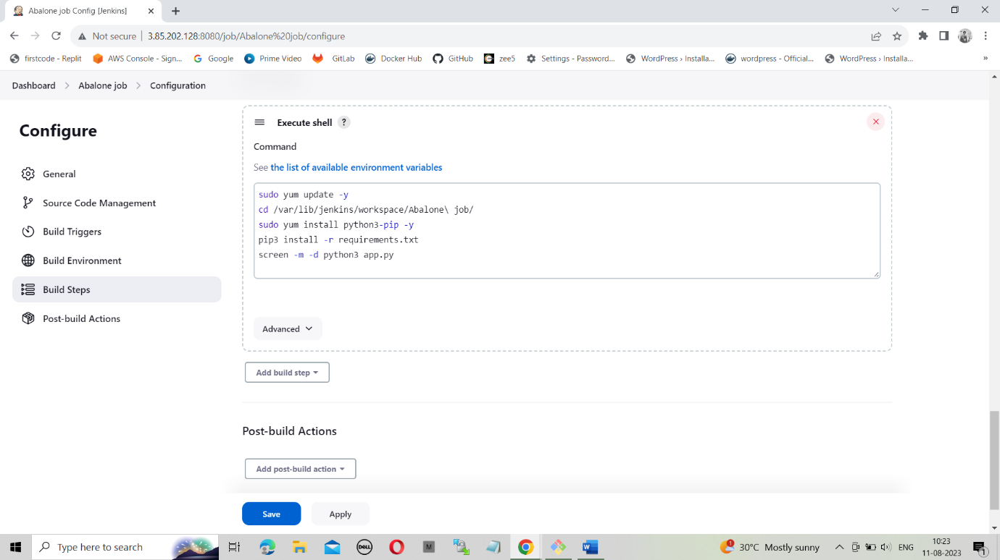 Abalone job Config [Jenkins]
Not secure
3.85.202.128:8080/job/Abalone%20job/configure
firstcode - Replit
AWS Console - Sign...
Google
Prime Video
GitLab
Docker Hub
GitHub
zee5
Settings - Password...
WordPress › Installa...
wordpress - Official...
WordPress › Installa...
»
Dashboard
Abalone job
Configuration
Configure
General
Source Code Management
Build Triggers
Build Environment
Build Steps
Post-build Actions
Execute shell ?
Command
See the list of available environment variables
sudo yum update -y
cd /var/lib/jenkins/workspace/Abalone\ job/
sudo yum install python3-pip -y
pip3 install -r requirements.txt
screen -m -d python3 app.py
Advanced
Add build step
Post-build Actions
Add post-build action
Save
Apply
Type here to search
DELL
M
W
1
30°C Mostly sunny
ENG
10:23
11-08-2023
1